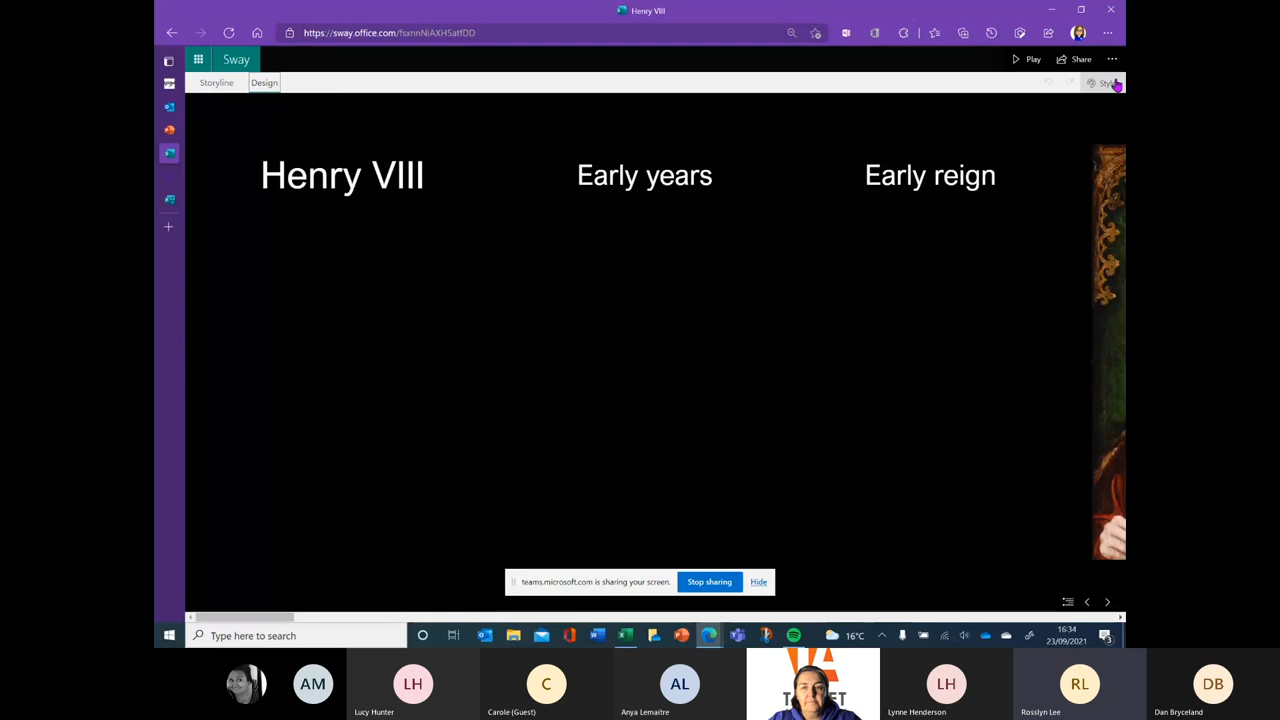 Henry VIII
https://sway.office.com/fsxnnNiAXH5atfDD
Sway
Play
Share
Storyline
Design
Henry VIII
Early years
Early reign
teams.microsoft.com is sharing your screen.
Stop sharing
Hide
Type here to search
16°C
16:34
23/09/2021
3
AM
LH
C
AL
LH
RL
DB
Lucy Hunter
Carole (Guest)
Anya Lemaitre
Lynne Henderson
Rosslyn Lee
Dan Bryceland